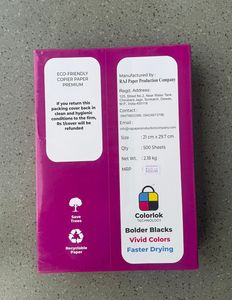 ECO-FRIENDLY
COPIER PAPER
PREMIUM
If you return this
packing cover back in
clean and hygienic
conditions to the firm,
Rs 1/cover will be
refunded
Save
Trees
Recyclable
Paper
Manufactured by :
RAJ Paper Production Company
Regd. Address:
Contact :
Email :
Size : 21 cm x 29.7 cm
Qty : 500 Sheets
Net Wt. : 2.18 kg
MRP :
Colorlok
TECHNOLOGY
Bolder Blacks
Vivid Colors
Faster Drying